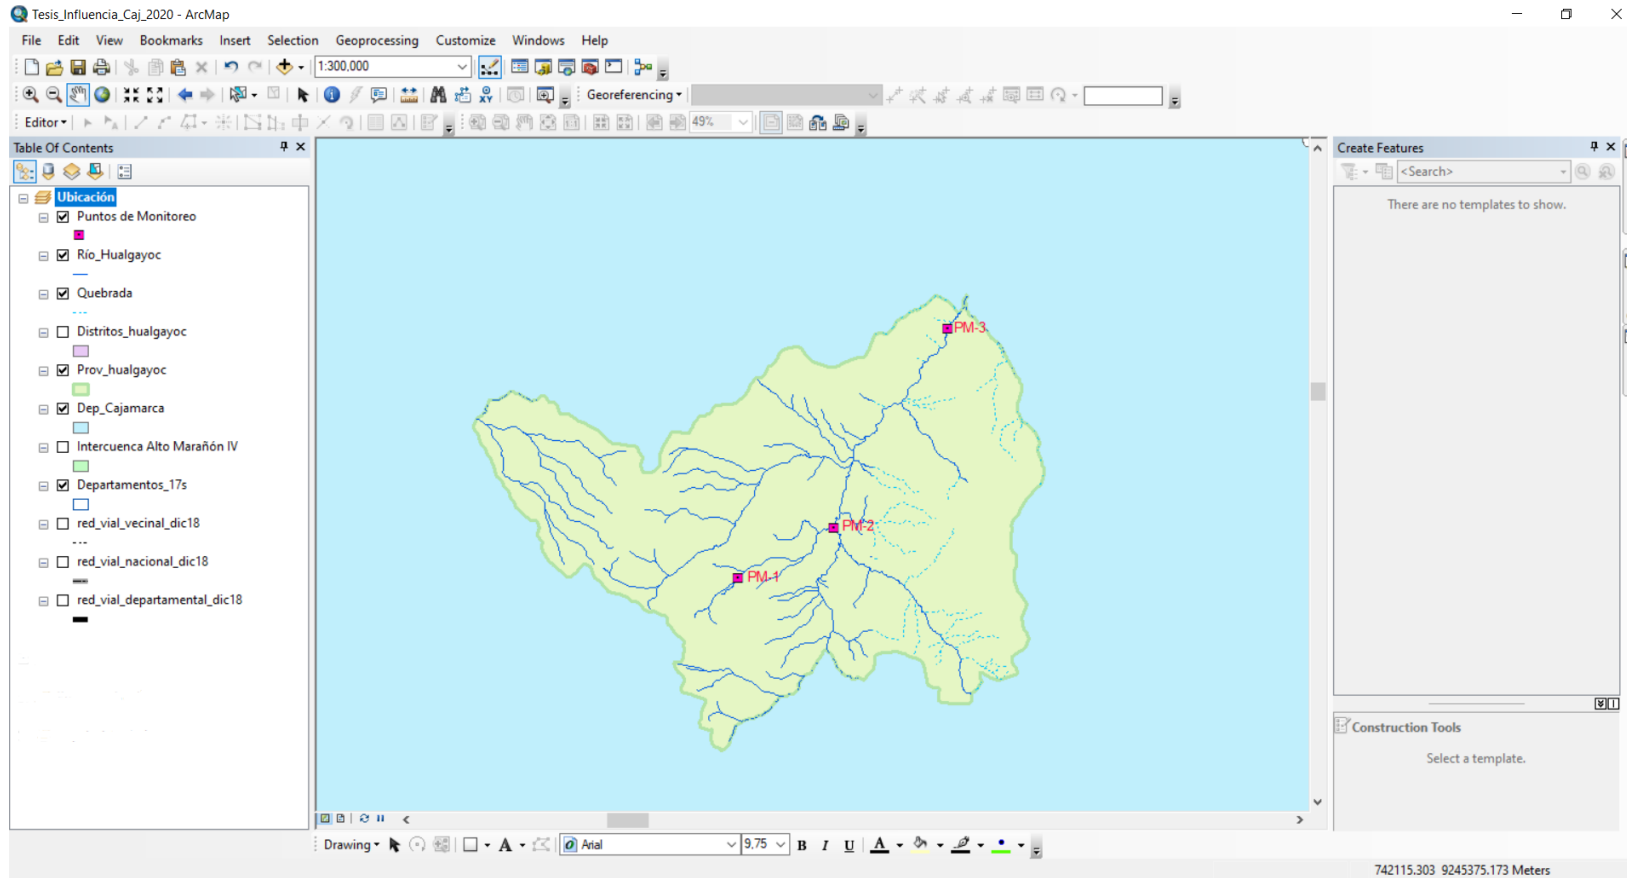 Tesis_Influencia_Caj_2020 - ArcMap
File Edit View Bookmarks Insert Selection Geoprocessing Customize Windows Help
1:300,000
Georeferencing
Editor
49%
Table Of Contents
Ubicación
Puntos de Monitoreo
Río_Hualgayoc
Quebrada
Distritos_hualgayoc
Prov_hualgayoc
Dep_Cajamarca
Intercuenca Alto Marañón IV
Departamentos_17s
red_vial_vecinal_dic18
red_vial_nacional_dic18
red_vial_departamental_dic18
PM-3
PM-2
PM-1
Create Features
<Search>
There are no templates to show.
Construction Tools
Select a template.
Drawing Arial 9,75 B I U A
742115.303 9245375.173 Meters